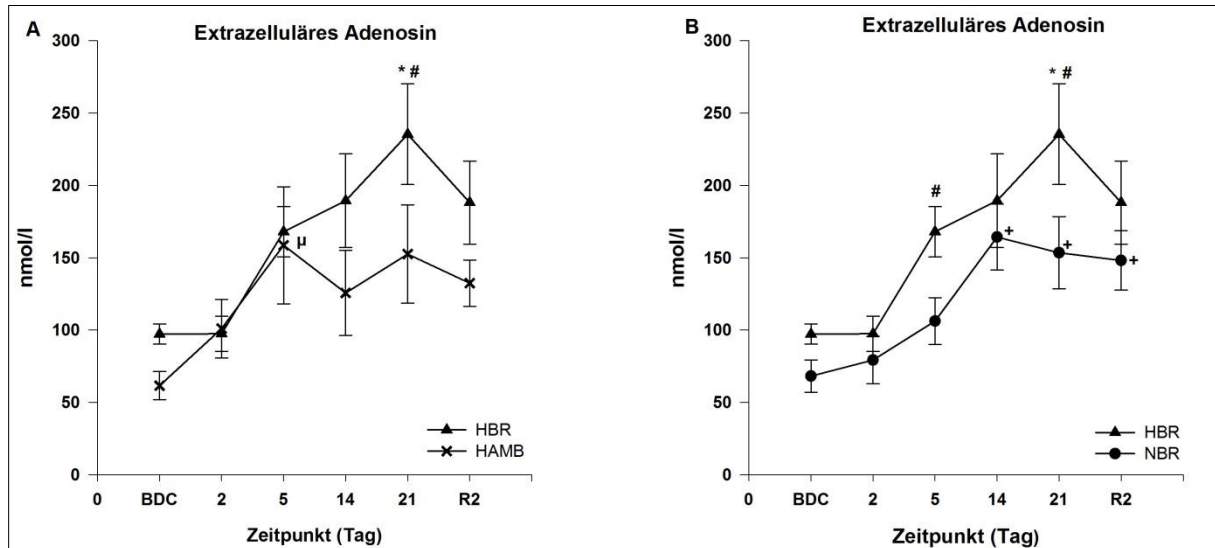 A
Extrazelluläres Adenosin
300
250
200
150
100
50
0
nmol/l
* #
µ
HBR
HAMB
0 BDC 2 5 14 21 R2
Zeitpunkt (Tag)
B
Extrazelluläres Adenosin
300
250
200
150
100
50
0
nmol/l
* #
#
+
+
+
HBR
NBR
0 BDC 2 5 14 21 R2
Zeitpunkt (Tag)